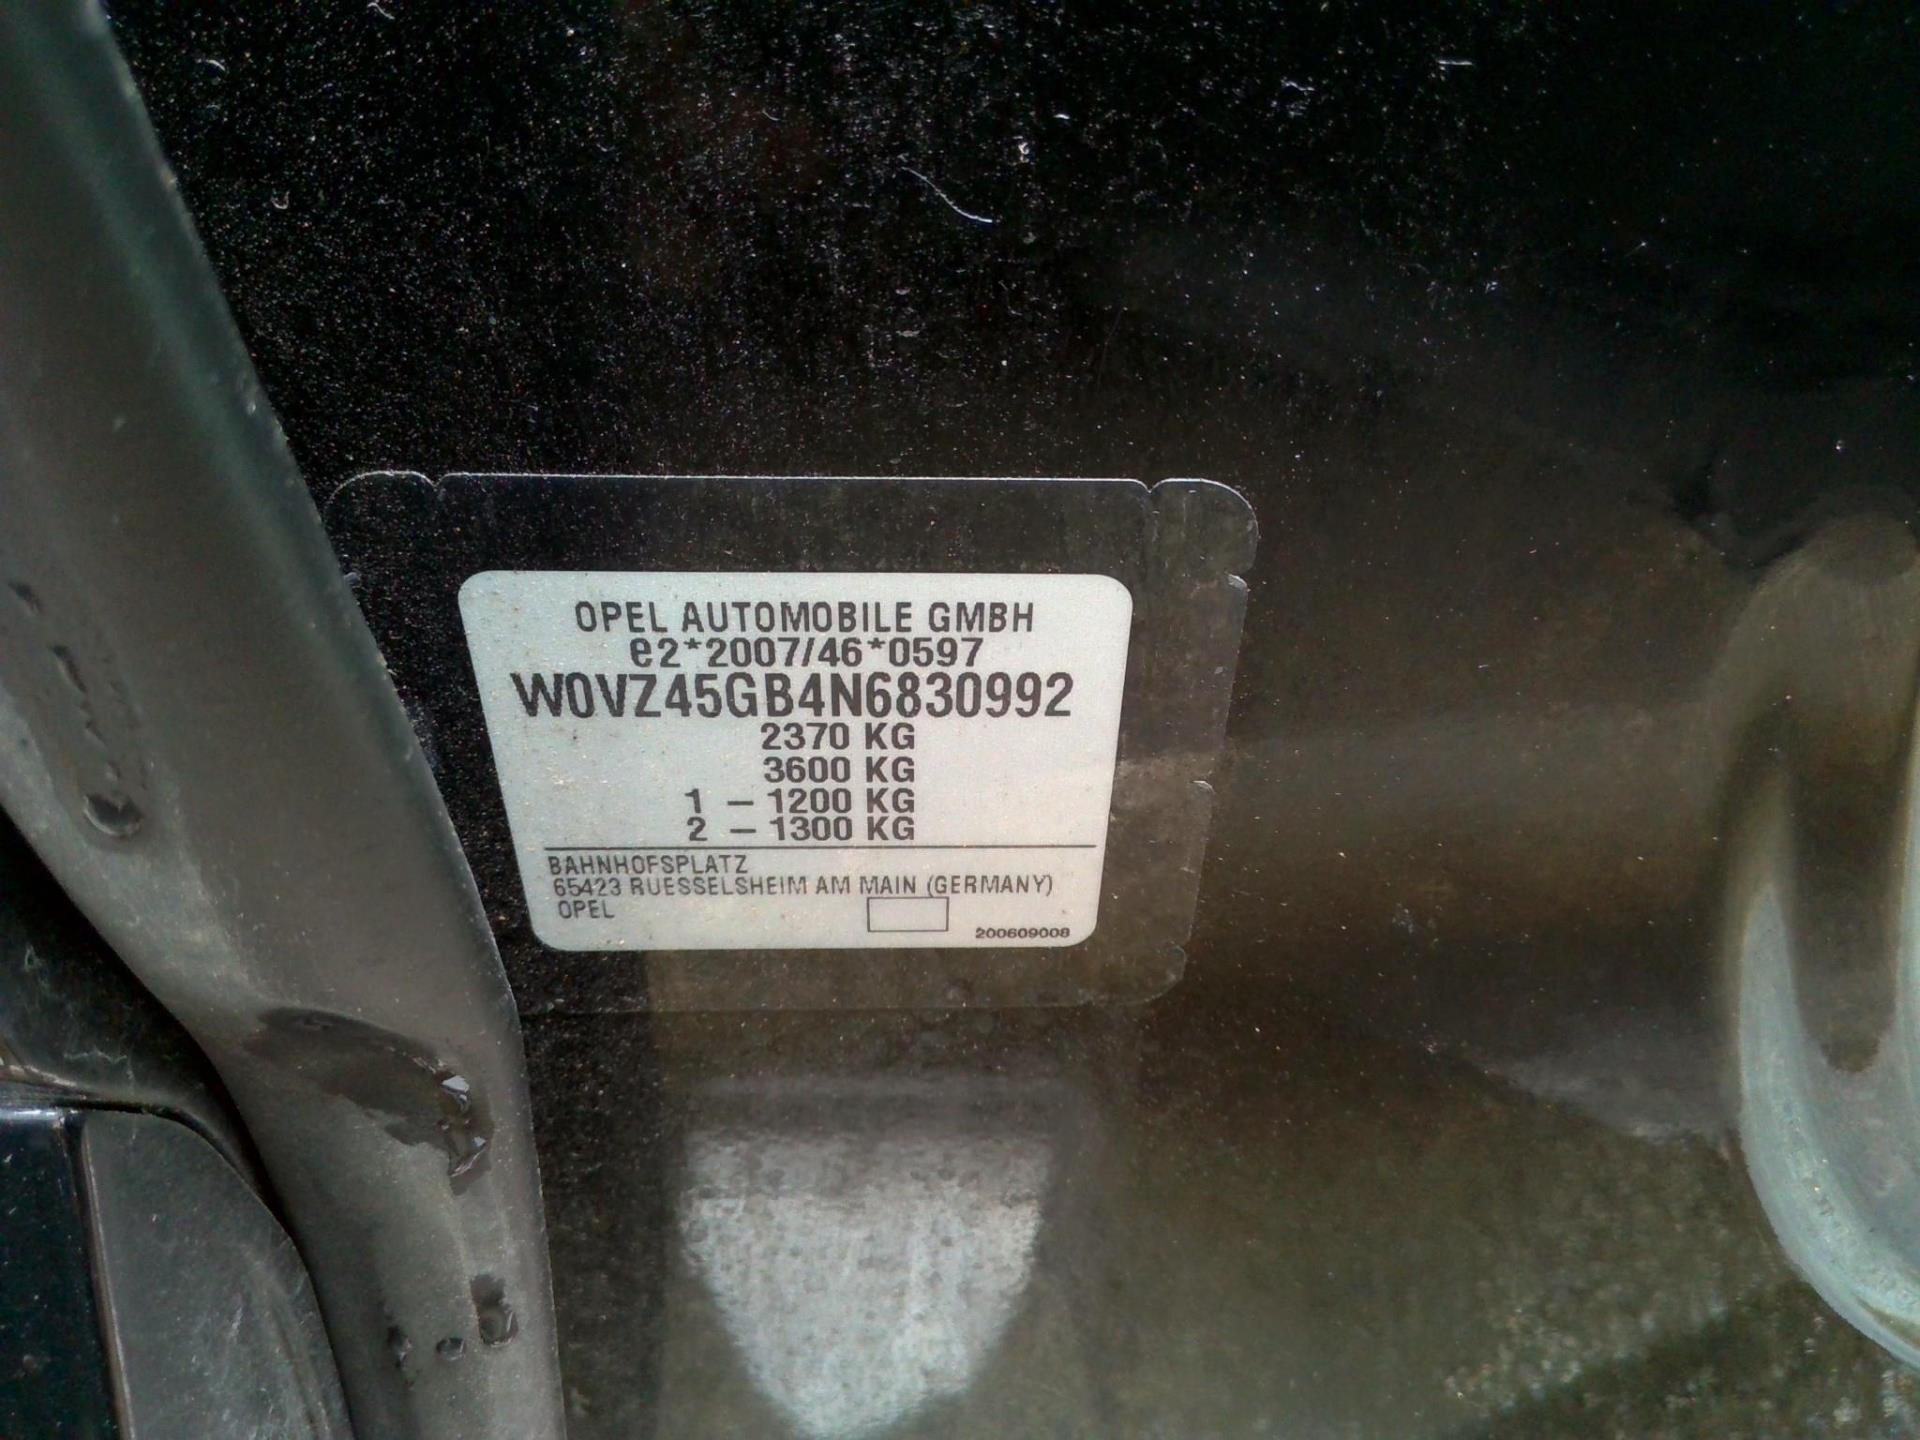 OPEL AUTOMOBILE GMBH
e2*2007/46*0597
W0VZ45GB4N6830992
2370 KG
3600 KG
1 – 1200 KG
2 – 1300 KG
BAHNHOFSPLATZ
65423 RUESSELSHEIM AM MAIN (GERMANY)
OPEL
200609008